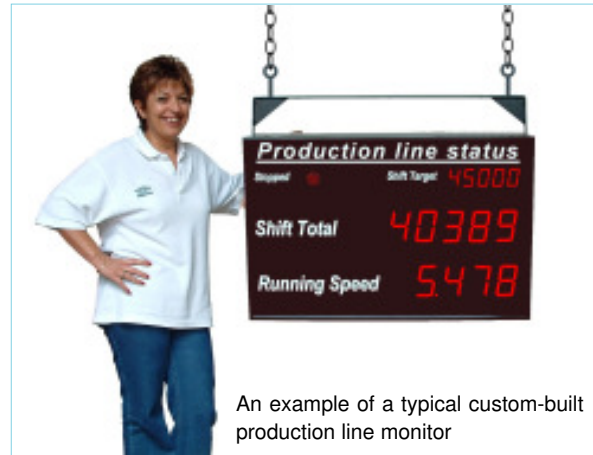 Production line status
Stopped Shift Target 45000
Shift Total 40389
Running Speed 5.478
An example of a typical custom-built
production line monitor